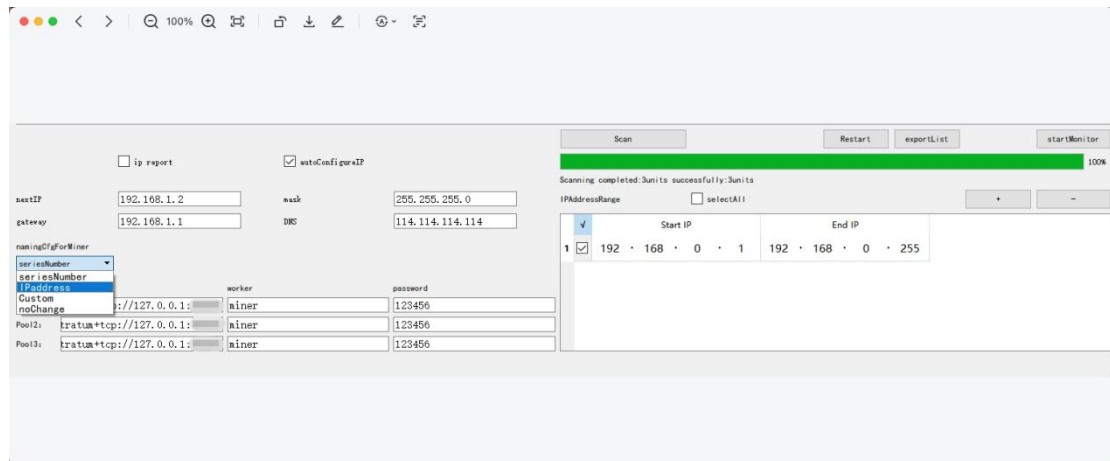 100%
Scan
Restart
exportList
startMonitor
ip report
autoConfigureIP
100%
Scanning completed:3units successfully:3units
nextIP
192.168.1.2
mask
255.255.255.0
IPAddressRange
selectAll
+
-
gateway
192.168.1.1
DNS
114.114.114.114
√
Start IP
End IP
1
192 · 168 · 0 · 1
192 · 168 · 0 · 255
namingCfgForMiner
seriesNumber
seriesNumber
IPaddress
Custom
noChange
worker
password
://127.0.0.1:
miner
123456
Pool2:
tratum+tcp://127.0.0.1:
miner
123456
Pool3:
tratum+tcp://127.0.0.1:
miner
123456